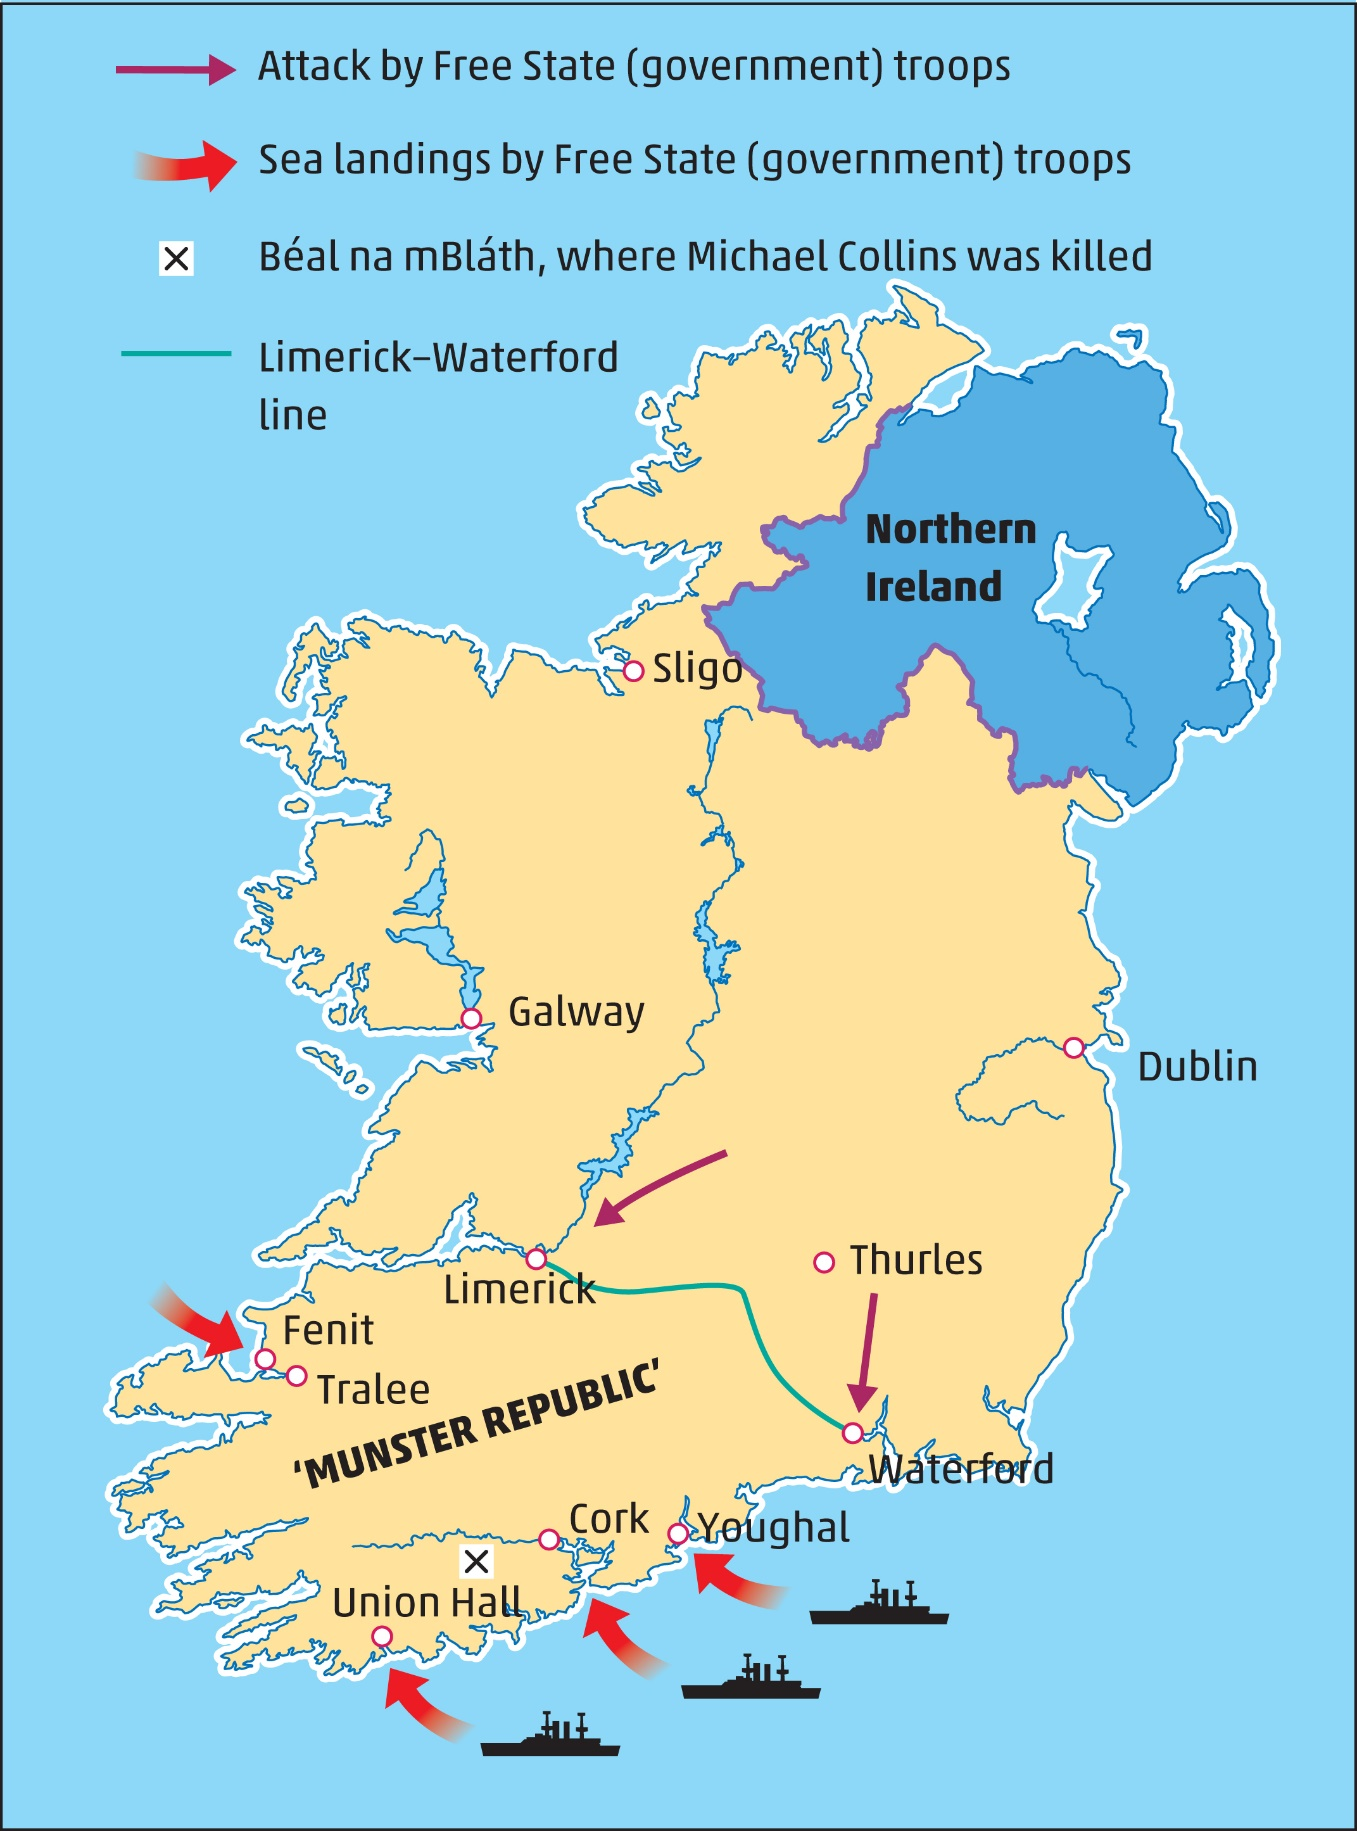 Attack by Free State (government) troops
Sea landings by Free State (government) troops
Béal na mBláth, where Michael Collins was killed
Limerick–Waterford
line
Northern
Ireland
Sligo
Galway
Dublin
Thurles
Limerick
Fenit
Tralee
‘MUNSTER REPUBLIC’
Waterford
Cork
Youghal
Union Hall